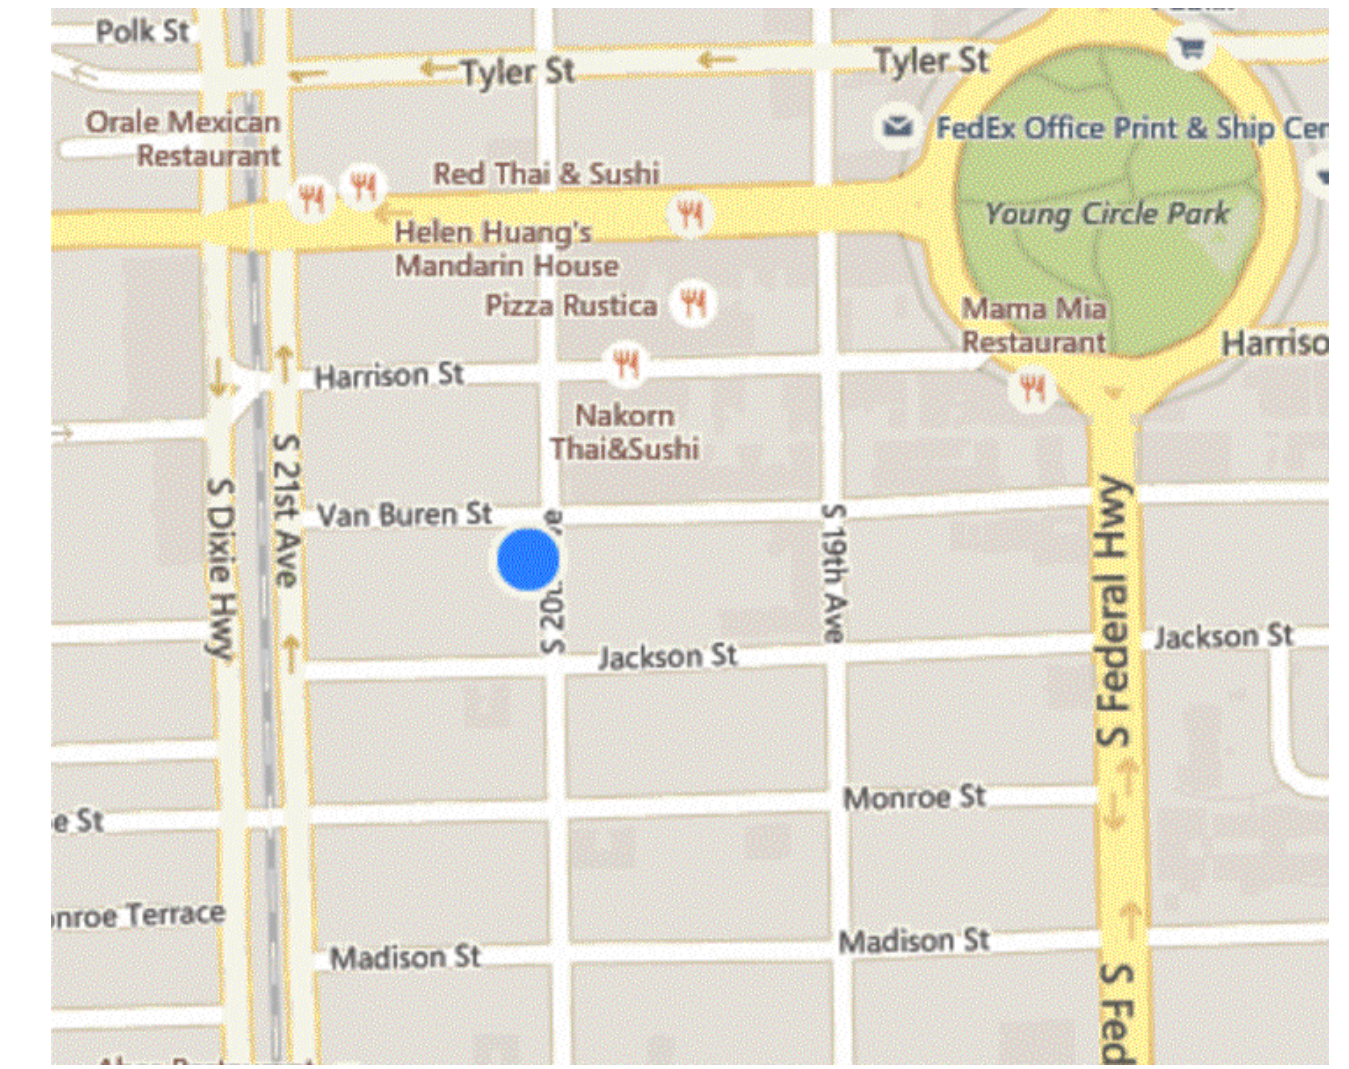 Polk St
Tyler St
Tyler St
Orale Mexican
Restaurant
FedEx Office Print & Ship Cen
Red Thai & Sushi
Young Circle Park
Helen Huang's
Mandarin House
Pizza Rustica
Mama Mia
Restaurant
Harriso
Harrison St
Nakorn
Thai&Sushi
S 21st Ave
S Dixie Hwy
Van Buren St
S 19th Ave
S Federal Hwy
S 20
Jackson St
Jackson St
Monroe St
e St
nroe Terrace
Madison St
Madison St
S Fed